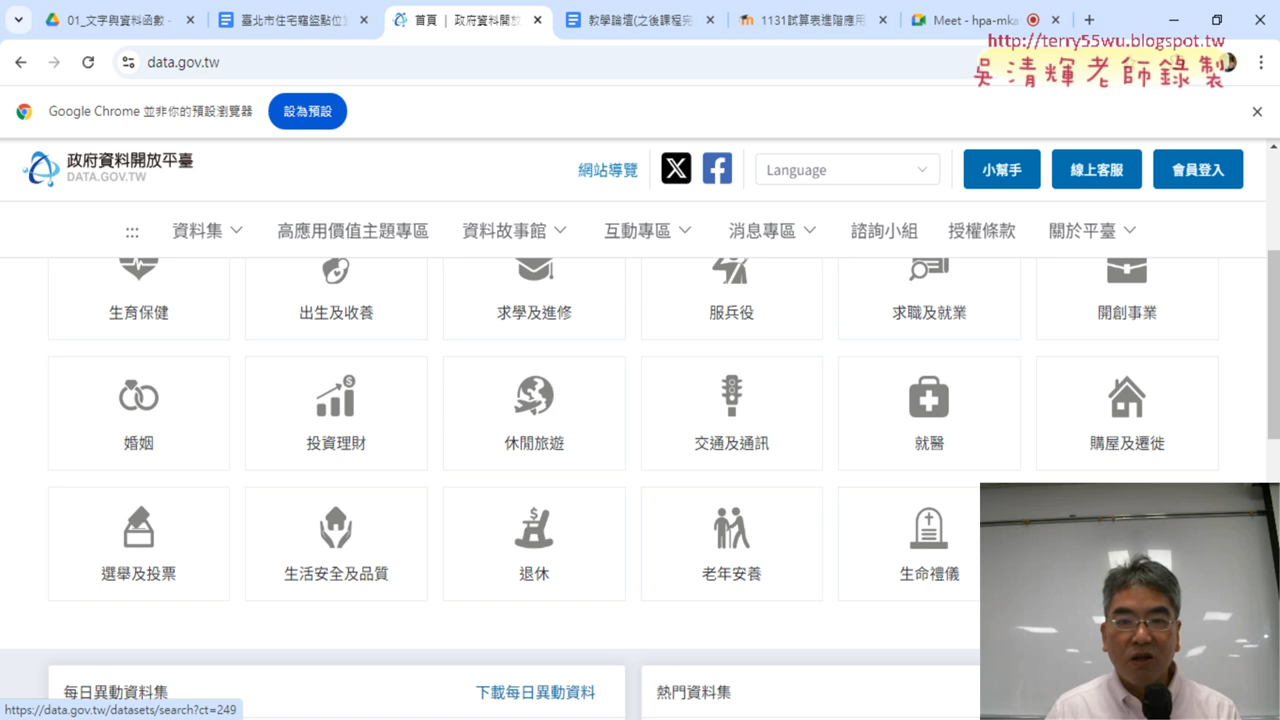 01_文字與資料函數 -
臺北市住宅竊盜點位
首頁 | 政府資料開放
教學論壇(之後課程完
1131試算表進階應用
Meet - hpa-mka
http://terry55wu.blogspot.tw
data.gov.tw
吳清輝老師錄製
Google Chrome 並非你的預設瀏覽器
設為預設
政府資料開放平臺
DATA.GOV.TW
網站導覽
Language
小幫手
線上客服
會員登入
資料集
高應用價值主題專區
資料故事館
互動專區
消息專區
諮詢小組
授權條款
關於平臺
生育保健
出生及收養
求學及進修
服兵役
求職及就業
開創事業
婚姻
投資理財
休閒旅遊
交通及通訊
就醫
購屋及遷徙
選舉及投票
生活安全及品質
退休
老年安養
生命禮儀
每日異動資料集
下載每日異動資料
熱門資料集
https://data.gov.tw/datasets/search?ct=249